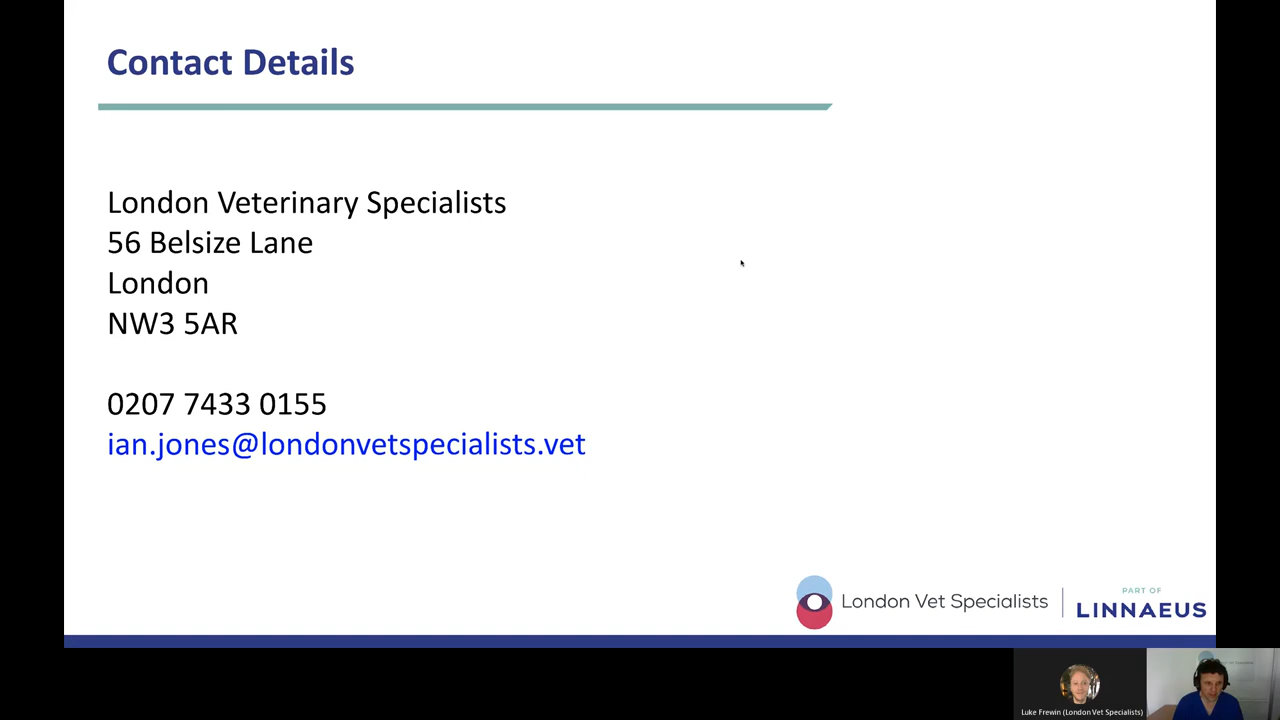 Contact Details
London Veterinary Specialists
56 Belsize Lane
London
NW3 5AR
0207 7433 0155
ian.jones@londonvetspecialists.vet
London Vet Specialists
PART OF
LINNAEUS
Luke Frewin (London Vet Specialists)